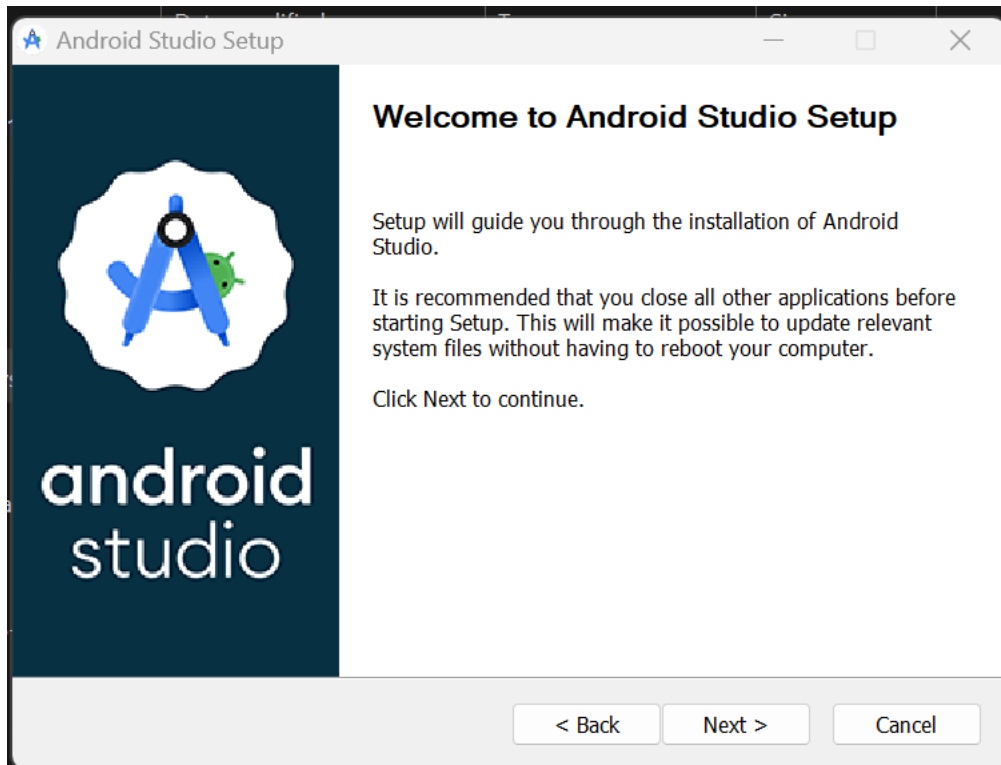 Android Studio Setup
Welcome to Android Studio Setup
Setup will guide you through the installation of Android
Studio.
It is recommended that you close all other applications before
starting Setup. This will make it possible to update relevant
system files without having to reboot your computer.
Click Next to continue.
android
studio
< Back
Next >
Cancel